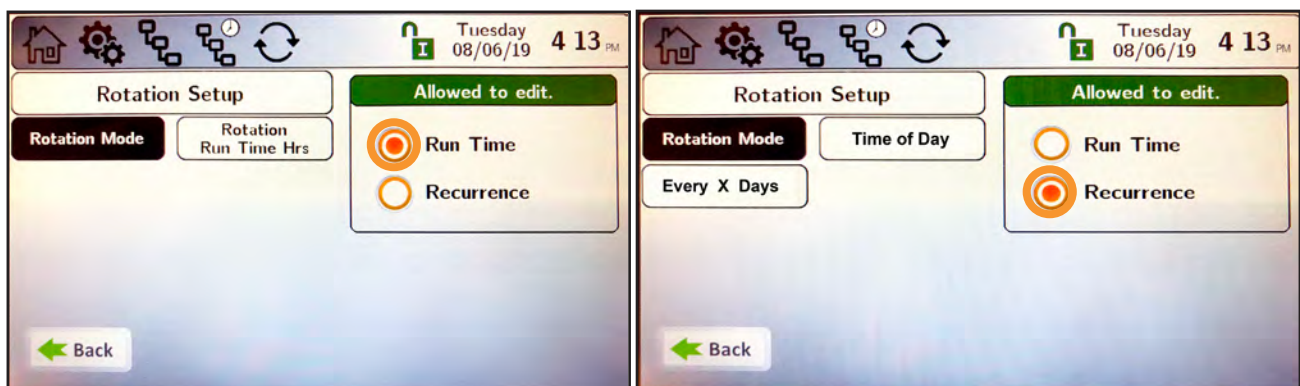 I
Tuesday
08/06/19
4 13 PM
Rotation Setup
Allowed to edit.
Rotation Mode
Rotation
Run Time Hrs
Run Time
Recurrence
Back
I
Tuesday
08/06/19
4 13 PM
Rotation Setup
Allowed to edit.
Rotation Mode
Time of Day
Run Time
Every X Days
Recurrence
Back